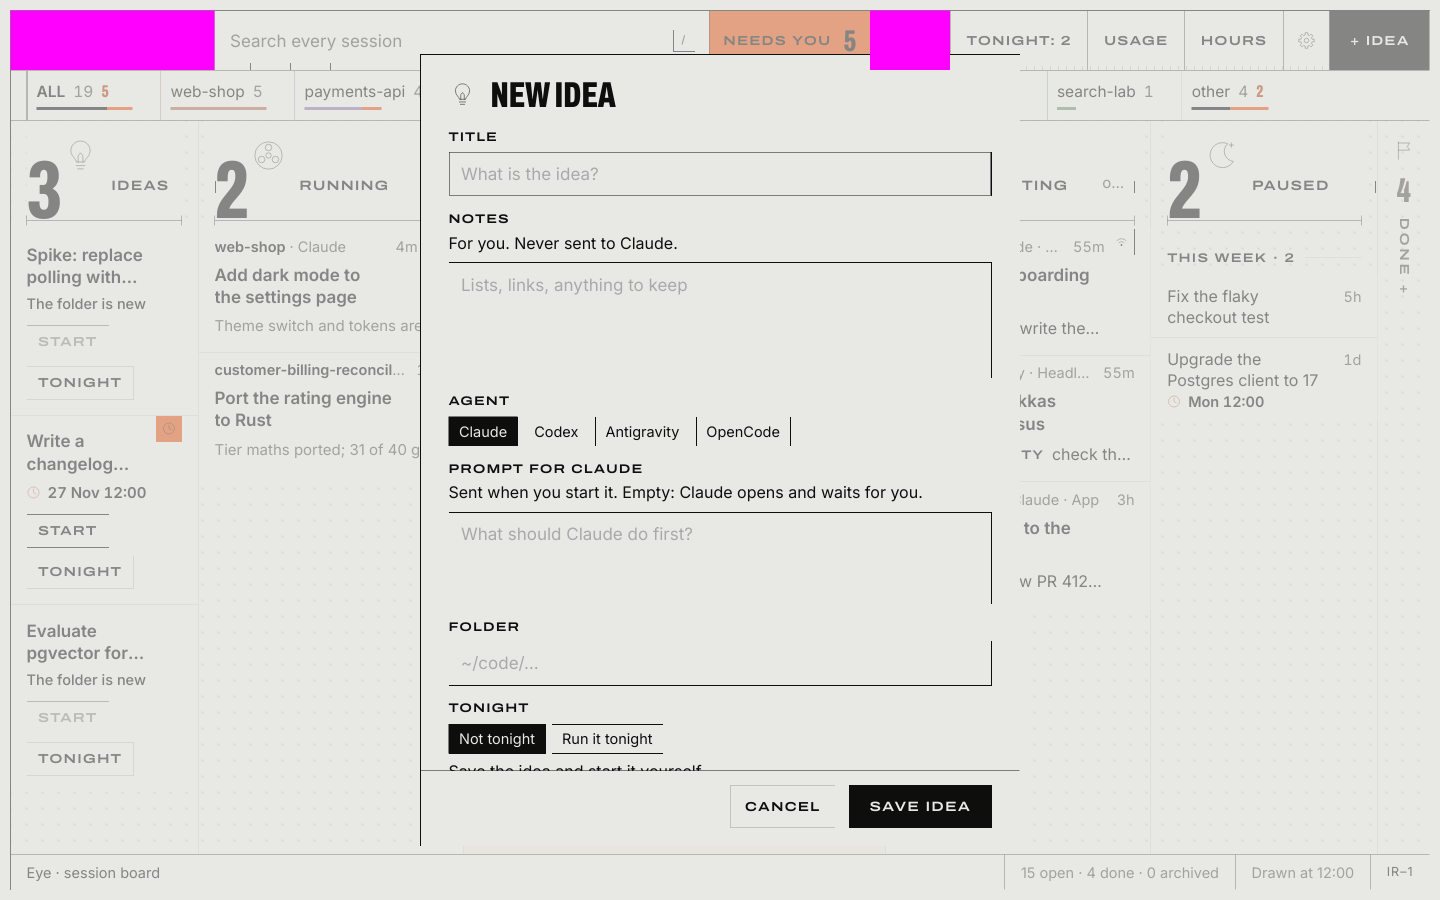 Search every session
/
NEEDS YOU 5
TONIGHT: 2
USAGE
HOURS
+ IDEA
ALL 19 5
web-shop 5
payments-api
search-lab 1
other 4 2
3 IDEAS
2 RUNNING
TING o...
2 PAUSED
4 DONE +
Spike: replace
polling with...
The folder is new
START
TONIGHT
Write a
changelog...
27 Nov 12:00
START
TONIGHT
Evaluate
pgvector for...
The folder is new
START
TONIGHT
web-shop · Claude 4m
Add dark mode to
the settings page
Theme switch and tokens are
customer-billing-reconcil...
Port the rating engine
to Rust
Tier maths ported; 31 of 40 g
NEW IDEA
TITLE
What is the idea?
NOTES
For you. Never sent to Claude.
Lists, links, anything to keep
AGENT
Claude
Codex
Antigravity
OpenCode
PROMPT FOR CLAUDE
Sent when you start it. Empty: Claude opens and waits for you.
What should Claude do first?
FOLDER
~/code/...
TONIGHT
Not tonight
Run it tonight
Save the idea and start it yourself
CANCEL
SAVE IDEA
de · ... 55m
boarding
write the...
y · Headl... 55m
kkas
sus
TY check th...
laude · App 3h
to the
w PR 412...
THIS WEEK · 2
Fix the flaky
checkout test
5h
Upgrade the
Postgres client to 17
1d
Mon 12:00
Eye · session board
15 open · 4 done · 0 archived
Drawn at 12:00
IR–1